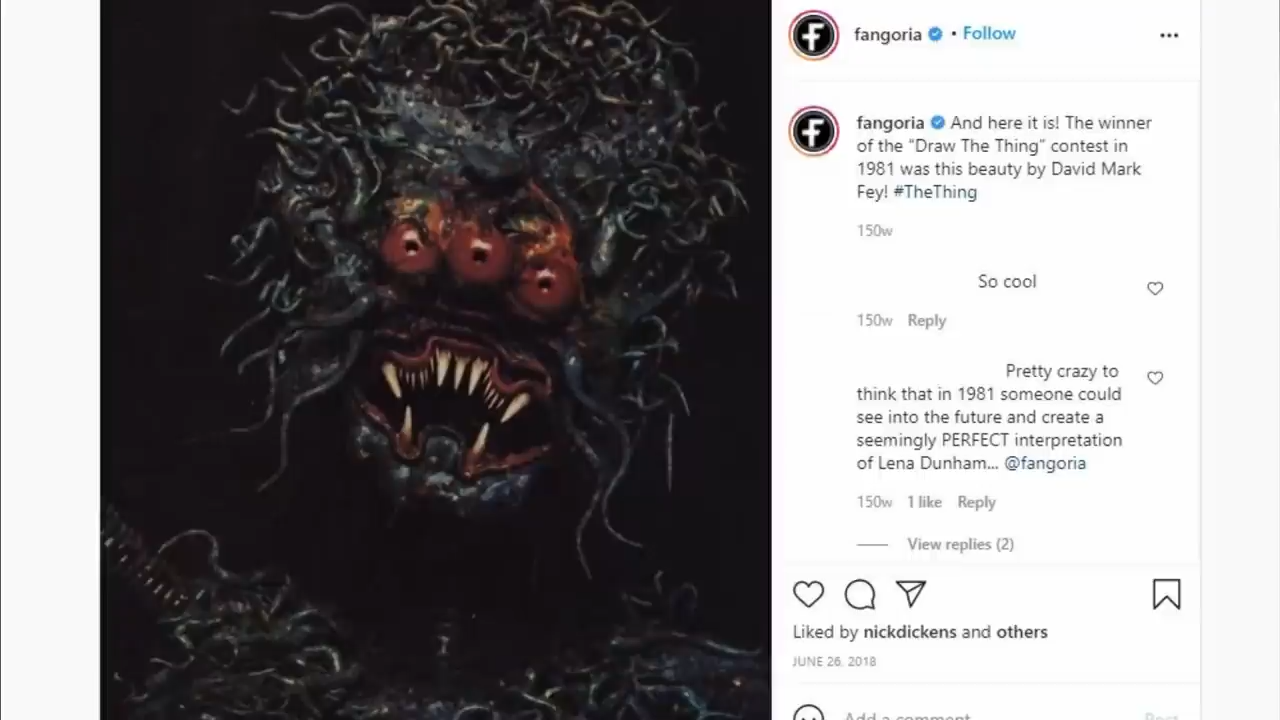 fangoria • Follow
fangoria And here it is! The winner
of the "Draw The Thing" contest in
1981 was this beauty by David Mark
Fey! #TheThing
150w
So cool
150w Reply
Pretty crazy to
think that in 1981 someone could
see into the future and create a
seemingly PERFECT interpretation
of Lena Dunham... @fangoria
150w 1 like Reply
View replies (2)
Liked by nickdickens and others
JUNE 26, 2018
Add a comment
Post